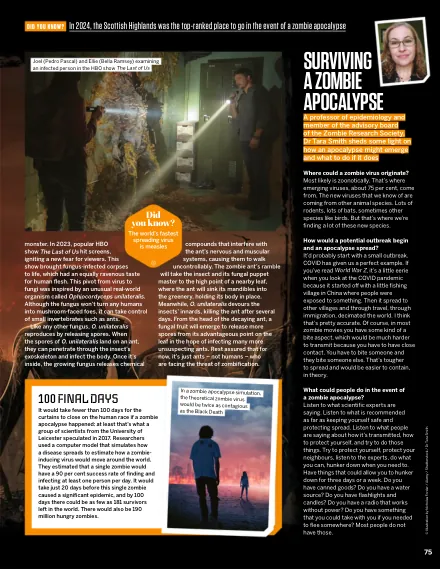 DID YOU KNOW? In 2024, the Scottish Highlands was the top-ranked place to go in the event of a zombie apocalypse
Joel (Pedro Pascal) and Ellie (Bella Ramsey) examining
an infected person in the HBO show The Last of Us
Did
you know?
The world's fastest
spreading virus
is measles
monster. In 2023, popular HBO
show The Last of Us hit screens,
igniting a new fear for viewers. This
show brought fungus-infected corpses
to life, which had an equally ravenous taste
for human flesh. This pivot from virus to
fungi was inspired by an unusual real-world
organism called Ophiocordyceps unilateralis.
Although the fungus won't turn any humans
into mushroom-faced foes, it can take control
of small invertebrates such as ants.
Like any other fungus, O. unilateralis
reproduces by releasing spores. When
the spores of O. unilateralis land on an ant,
they can penetrate through the insect's
exoskeleton and infect the body. Once it's
inside, the growing fungus releases chemical
compounds that interfere with
the ant's nervous and muscular
systems, causing them to walk
uncontrollably. The zombie ant's ramble
will take the insect and its fungal puppet
master to the high point of a nearby leaf,
where the ant will sink its mandibles into
the greenery, holding its body in place.
Meanwhile, O. unilateralis devours the
insects' innards, killing the ant after several
days. From the head of the decaying ant, a
fungal fruit will emerge to release more
spores from its advantageous point on the
leaf in the hope of infecting many more
unsuspecting ants. Rest assured that for
now, it's just ants – not humans – who
are facing the threat of zombification.
100 FINAL DAYS
It would take fewer than 100 days for the
curtains to close on the human race if a zombie
apocalypse happened: at least that's what a
group of scientists from the University of
Leicester speculated in 2017. Researchers
used a computer model that simulates how
a disease spreads to estimate how a zombie-
inducing virus would move around the world.
They estimated that a single zombie would
have a 90 per cent success rate of finding and
infecting at least one person per day. It would
take just 20 days before this single zombie
caused a significant epidemic, and by 100
days there could be as few as 181 survivors
left in the world. There would also be 190
million hungry zombies.
In a zombie apocalypse simulation,
the theoretical zombie virus
would be twice as contagious
as the Black Death
SURVIVING
A ZOMBIE
APOCALYPSE
A professor of epidemiology and
member of the advisory board
of the Zombie Research Society,
Dr Tara Smith sheds some light on
how an apocalypse might emerge
and what to do if it does
Where could a zombie virus originate?
Most likely is zoonotically. That's where
emerging viruses, about 75 per cent, come
from. The new viruses that we know of are
coming from other animal species. Lots of
rodents, lots of bats, sometimes other
species like birds. But that's where we're
finding a lot of these new species.
How would a potential outbreak begin
and an apocalypse spread?
It'd probably start with a small outbreak.
COVID has given us a perfect example. If
you've read World War Z, it's a little eerie
when you look at the COVID pandemic
because it started off with a little fishing
village in China where people were
exposed to something. Then it spread to
other villages and through travel, through
immigration, decimated the world. I think
that's pretty accurate. Of course, in most
zombie movies you have some kind of a
bite aspect, which would be much harder
to transmit because you have to have close
contact. You have to bite someone and
they bite someone else. That's tougher
to spread and would be easier to contain,
in theory.
What could people do in the event of
a zombie apocalypse?
Listen to what scientific experts are
saying. Listen to what is recommended
as far as keeping yourself safe and
protecting spread. Listen to what people
are saying about how it's transmitted, how
to protect yourself, and try to do those
things. Try to protect yourself, protect your
neighbours, listen to the experts, do what
you can, hunker down when you need to.
Have things that could allow you to hunker
down for three days or a week. Do you
have canned goods? Do you have a water
source? Do you have flashlights and
candles? Do you have a radio that works
without power? Do you have something
that you could take with you if you needed
to flee somewhere? Most people do not
have those.
75